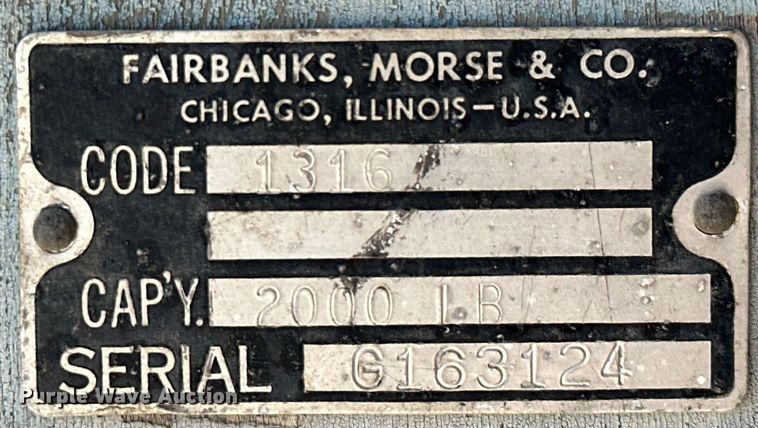 FAIRBANKS, MORSE & CO.
CHICAGO, ILLINOIS - U.S.A.
CODE 1316
CAP'Y. 2000 LB
SERIAL G163124
Purple Wave Auction